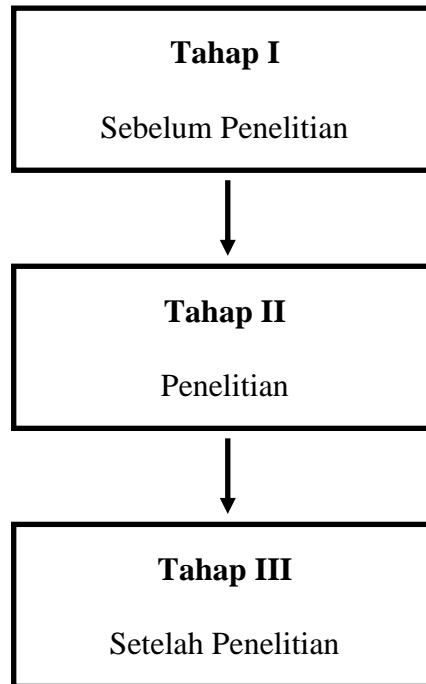 Tahap I
Sebelum Penelitian
Tahap II
Penelitian
Tahap III
Setelah Penelitian